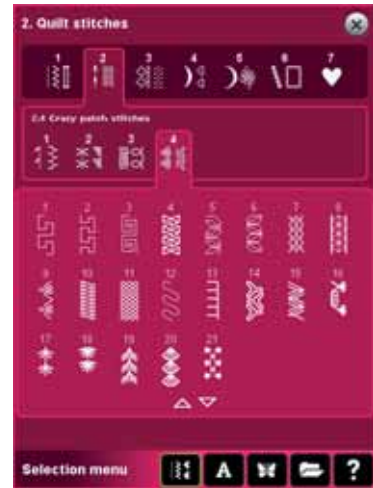 2. Quilt stitches
1 2 3 4 5 6 7
2:4 Crazy patch stitches
1 2 3 4
1 2 3 4 5 6 7 8
9 10 11 12 13 14 15 16
17 18 19 20 21
Selection menu A ?